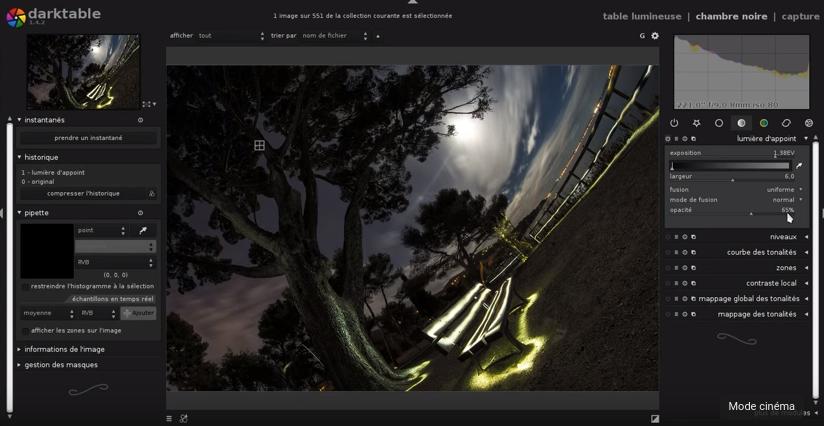 darktable
1.4.2
1 image sur 551 de la collection courante est sélectionnée
table lumineuse | chambre noire | capture
afficher tout trier par nom de fichier
G
instantanés
prendre un instantané
historique
1 - lumière d'appoint
0 - original
compresser l'historique
pipette
point
RVB
(0, 0, 0)
restreindre l'histogramme à la sélection
échantillons en temps réel
moyenne RVB Ajouter
afficher les zones sur l'image
informations de l'image
gestion des masques
lumière d'appoint
exposition 1,38EV
largeur 6,0
fusion uniforme
mode de fusion normal
opacité 65%
niveaux
courbe des tonalités
zones
contraste local
mappage global des tonalités
mappage des tonalités
Mode cinéma